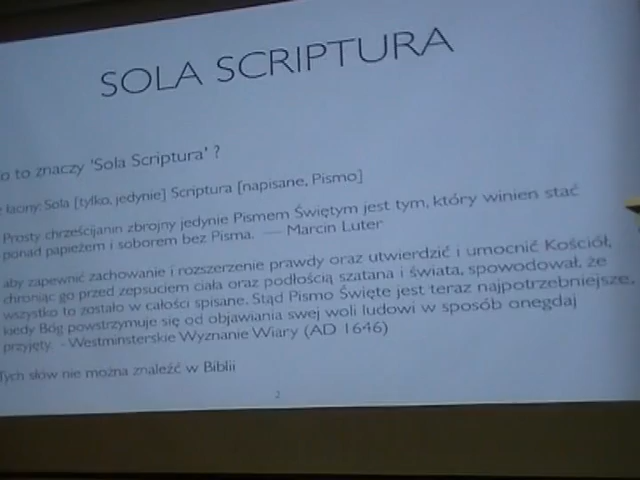 SOLA SCRIPTURA
o to znaczy 'Sola Scriptura' ?
łaciny: Sola [tylko, jedynie] Scriptura [napisane, Pismo]
Prosty chrześcijanin zbrojny jedynie Pismem Świętym jest tym, który winien stać
ponad papieżem i soborem bez Pisma. — Marcin Luter
aby zapewnić zachowanie i rozszerzenie prawdy oraz utwierdzić i umocnić Kościół,
chroniąc go przed zepsuciem ciała oraz podłością szatana i świata, spowodował, że
wszystko to zostało w całości spisane. Stąd Pismo Święte jest teraz najpotrzebniejsze,
kiedy Bóg powstrzymuje się od objawiania swej woli ludowi w sposób onegdaj
przyjęty. - Westminsterskie Wyznanie Wiary (AD 1646)
Tych słów nie można znaleźć w Biblii
2